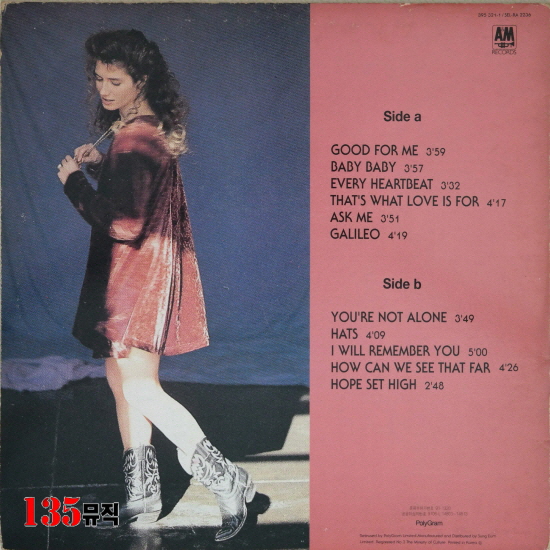 AM
RECORDS
Side a
GOOD FOR ME 3'59
BABY BABY 3'57
EVERY HEARTBEAT 3'32
THAT'S WHAT LOVE IS FOR 4'17
ASK ME 3'51
GALILEO 4'19
Side b
YOU'RE NOT ALONE 3'49
HATS 4'09
I WILL REMEMBER YOU 5'00
HOW CAN WE SEE THAT FAR 4'26
HOPE SET HIGH 2'48
PolyGram
135뮤직